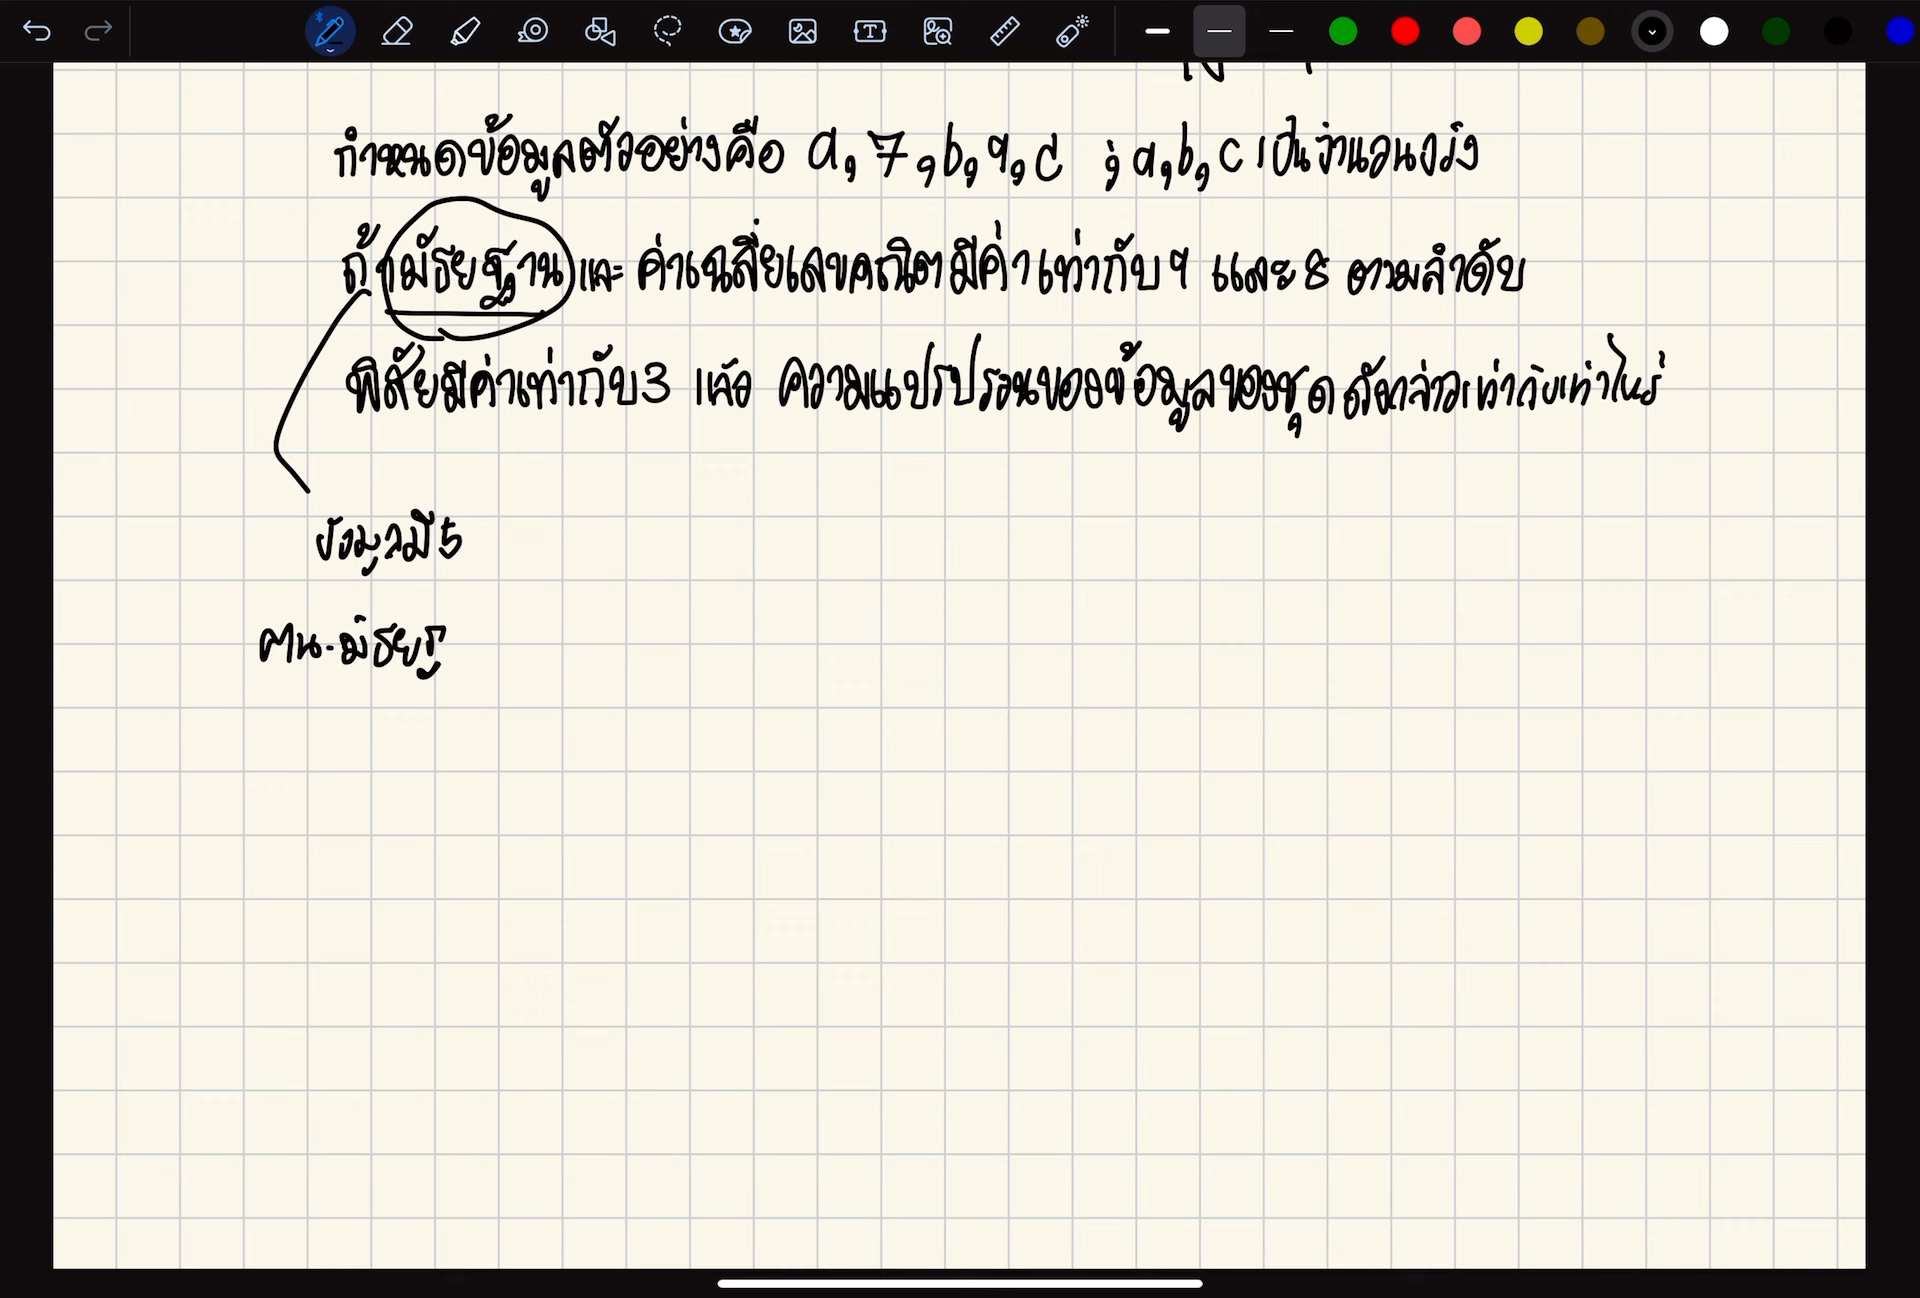 กำหนดข้อมูลตัวอย่างคือ a, 7, b, 9, c ; a, b, c เป็นจำนวนจริง
ถ้ามัธยฐาน และ ค่าเฉลี่ยเลขคณิตมีค่าเท่ากับ 9 และ 8 ตามลำดับ
พิสัยมีค่าเท่ากับ 3 แล้ว ความแปรปรวนของข้อมูลของชุดดังกล่าวเท่ากับเท่าไหร่
ข้อมูลมี 5
ตน.มัธยฐ